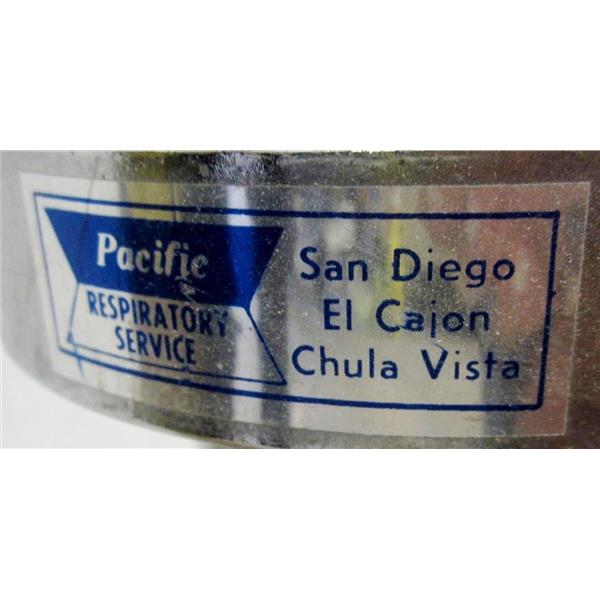 Pacific
RESPIRATORY
SERVICE
San Diego
El Cajon
Chula Vista